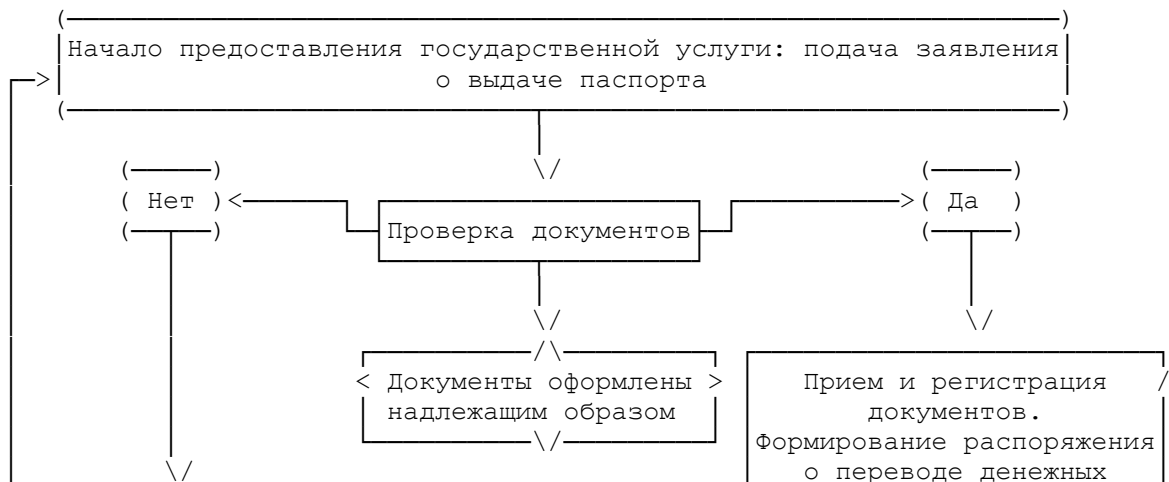 Начало предоставления государственной услуги: подача заявления
о выдаче паспорта
Нет
Да
Проверка документов
Документы оформлены
надлежащим образом
Прием и регистрация
документов.
Формирование распоряжения
о переводе денежных